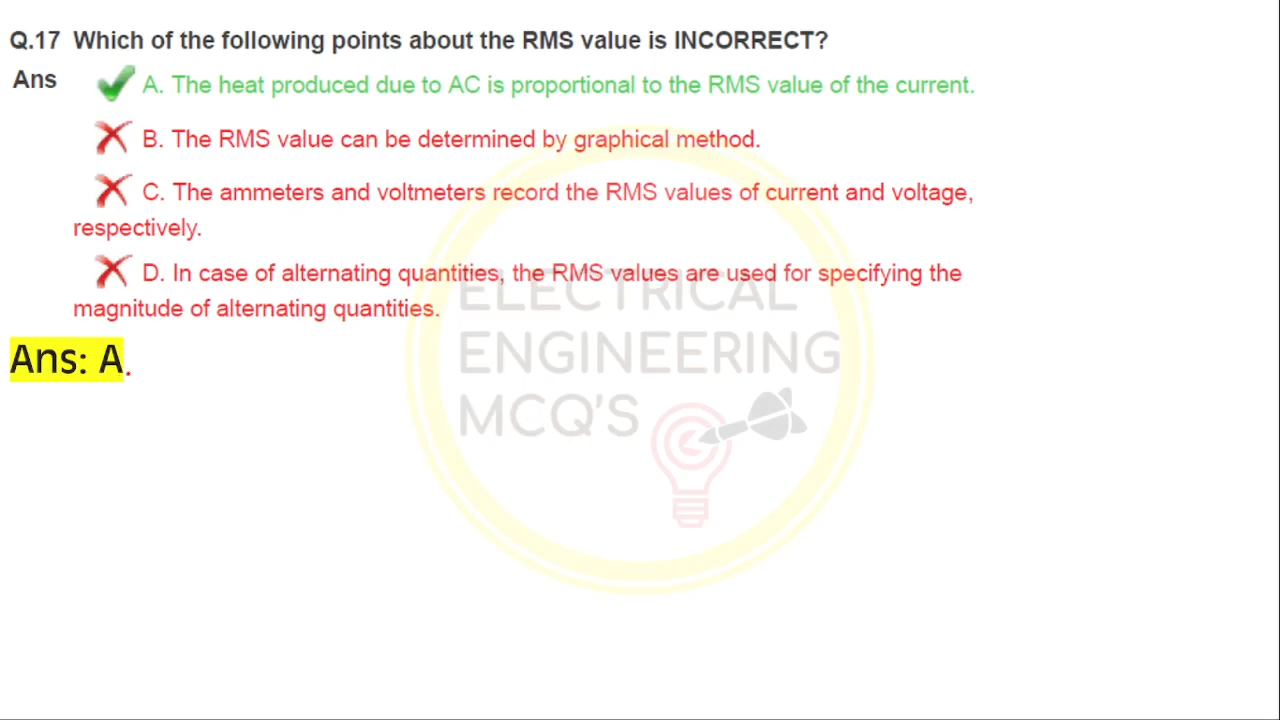 Q.17 Which of the following points about the RMS value is INCORRECT?
Ans A. The heat produced due to AC is proportional to the RMS value of the current.
B. The RMS value can be determined by graphical method.
C. The ammeters and voltmeters record the RMS values of current and voltage,
respectively.
D. In case of alternating quantities, the RMS values are used for specifying the
magnitude of alternating quantities.
ELECTRICAL
Ans: A.
ENGINEERING
MCQ'S